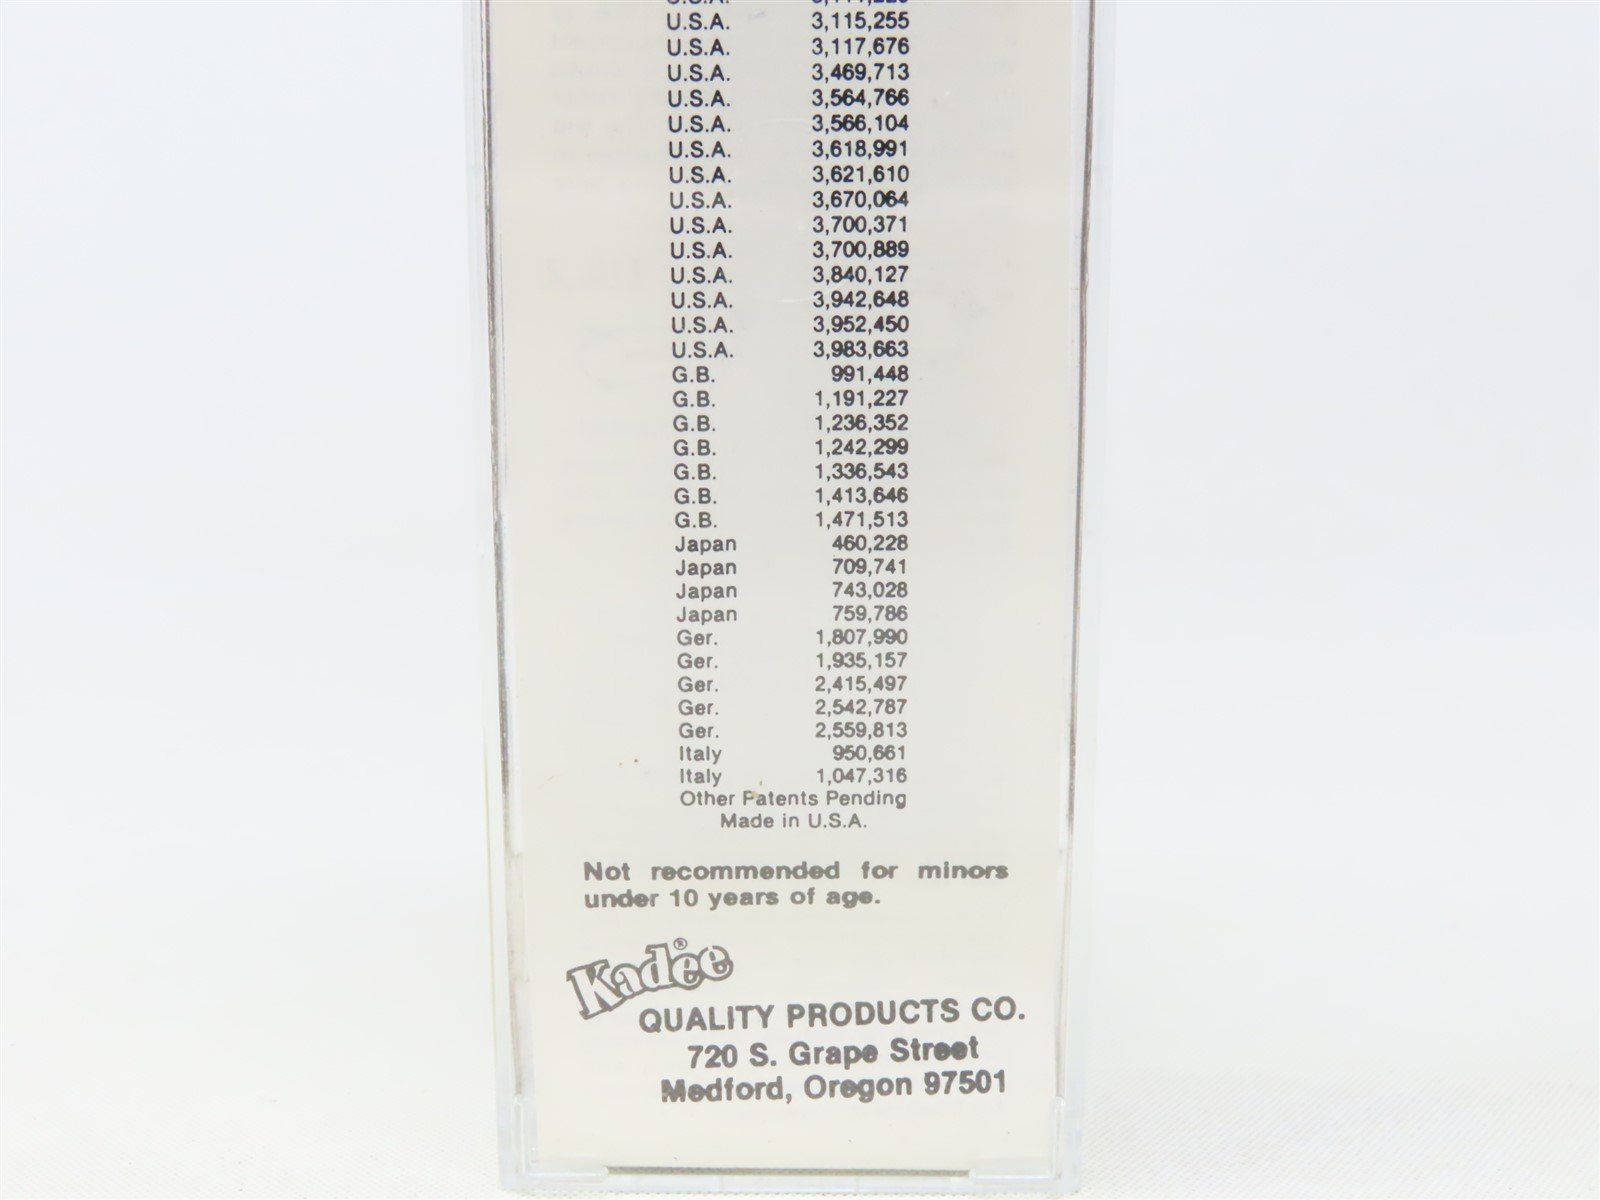 U.S.A. 3,115,255
U.S.A. 3,117,676
U.S.A. 3,469,713
U.S.A. 3,564,766
U.S.A. 3,566,104
U.S.A. 3,618,991
U.S.A. 3,621,610
U.S.A. 3,670,064
U.S.A. 3,700,371
U.S.A. 3,700,889
U.S.A. 3,840,127
U.S.A. 3,942,648
U.S.A. 3,952,450
U.S.A. 3,983,663
G.B. 991,448
G.B. 1,191,227
G.B. 1,236,352
G.B. 1,242,299
G.B. 1,336,543
G.B. 1,413,646
G.B. 1,471,513
Japan 460,228
Japan 709,741
Japan 743,028
Japan 759,786
Ger. 1,807,990
Ger. 1,935,157
Ger. 2,415,497
Ger. 2,542,787
Ger. 2,559,813
Italy 950,661
Italy 1,047,316
Other Patents Pending
Made in U.S.A.
Not recommended for minors
under 10 years of age.
Kadee®
QUALITY PRODUCTS CO.
720 S. Grape Street
Medford, Oregon 97501